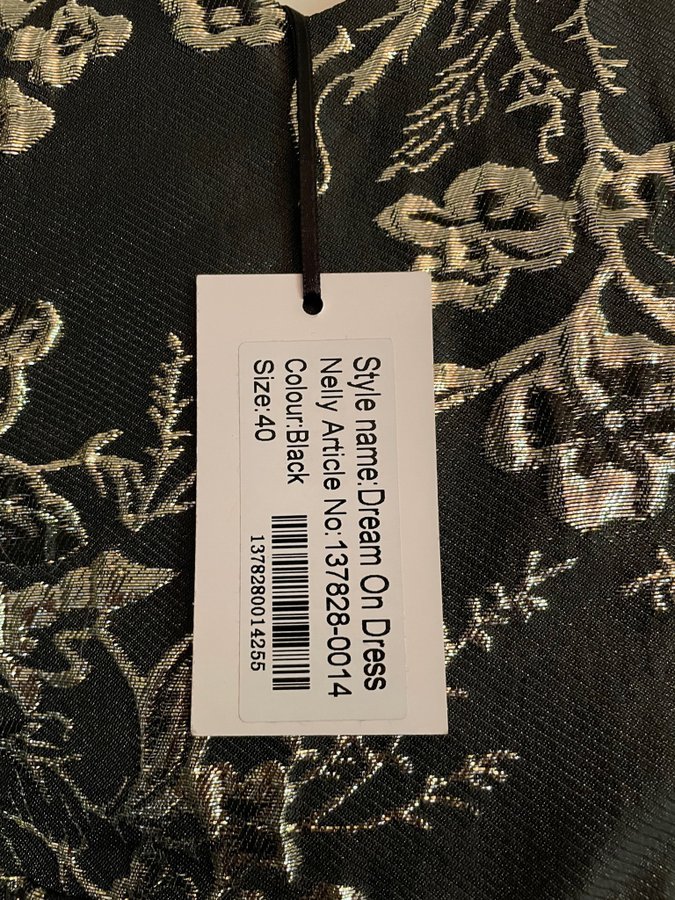 Style name:Dream On Dress
Nelly Article No:137828-0014
Colour:Black
Size:40
1378280014255